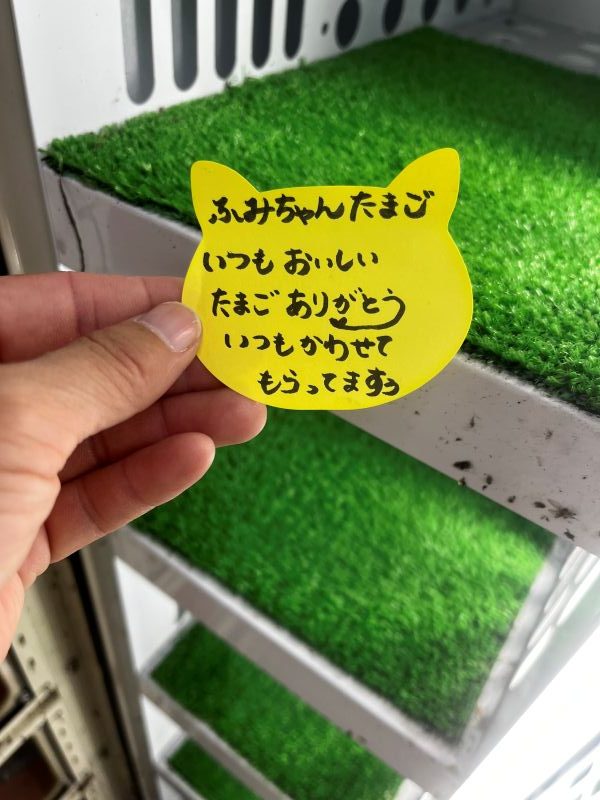 ふみちゃんたまご
いつもおいしい
たまごありがとう
いつもかわせて
もらってますょ